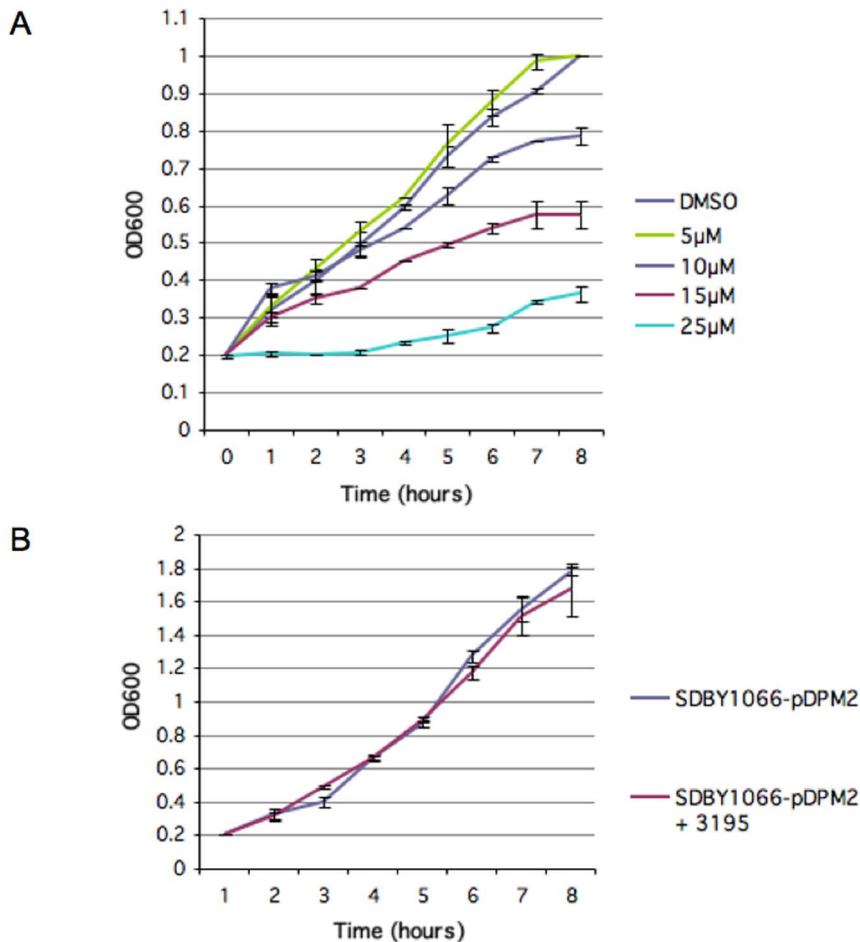 A
1.1
1
0.9
0.8
0.7
0.6
0.5
0.4
0.3
0.2
0.1
0
OD600
0 1 2 3 4 5 6 7 8
Time (hours)
DMSO
5µM
10µM
15µM
25µM
B
2
1.8
1.6
1.4
1.2
1
0.8
0.6
0.4
0.2
0
OD600
1 2 3 4 5 6 7 8
Time (hours)
SDBY1066-pDPM2
SDBY1066-pDPM2
+ 3195